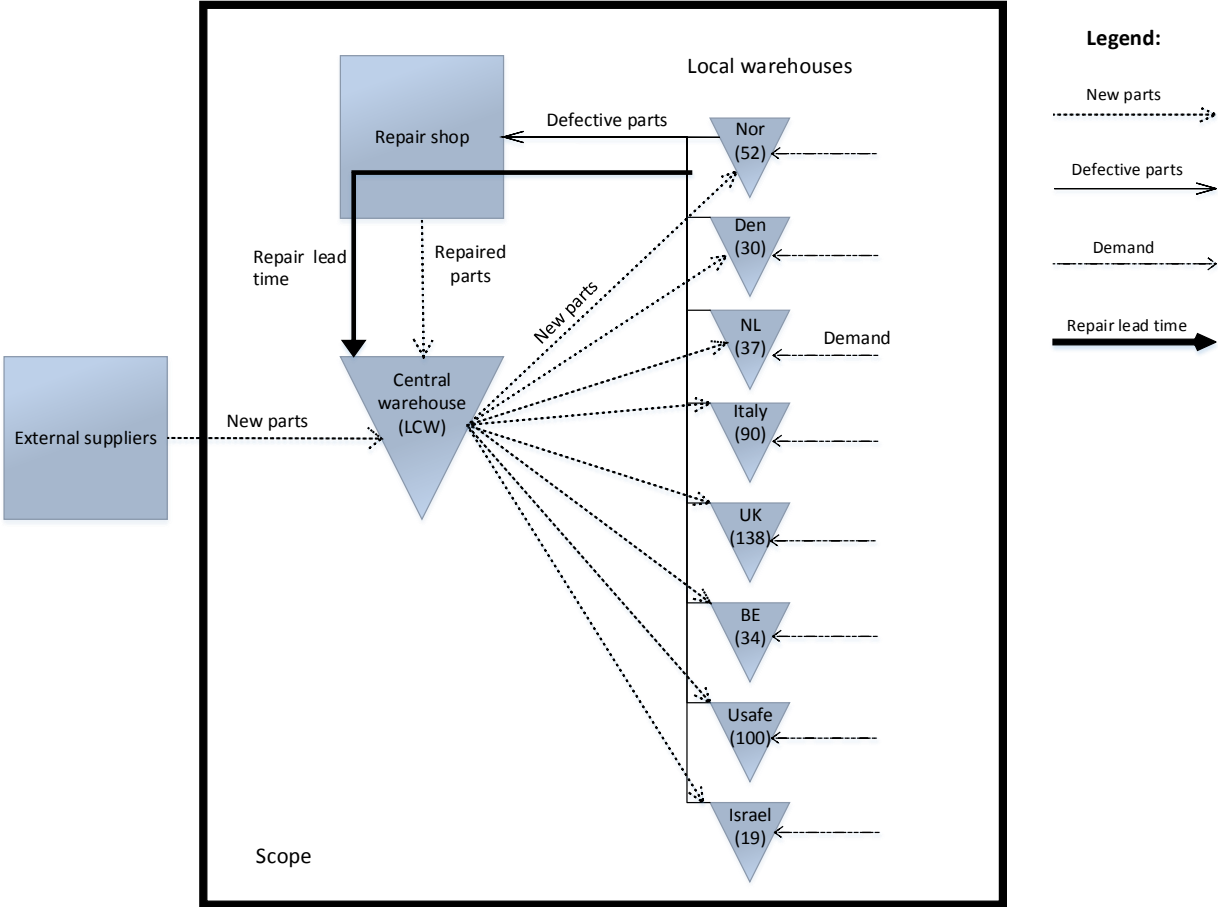 Legend:
Local warehouses
New parts
Defective parts
Nor
(52)
Repair shop
Defective parts
Den
(30)
Repair lead
time
Repaired
parts
Demand
New parts
NL
(37)
Demand
Repair lead time
Central
warehouse
(LCW)
Italy
(90)
External suppliers
New parts
UK
(138)
BE
(34)
Usafe
(100)
Israel
(19)
Scope